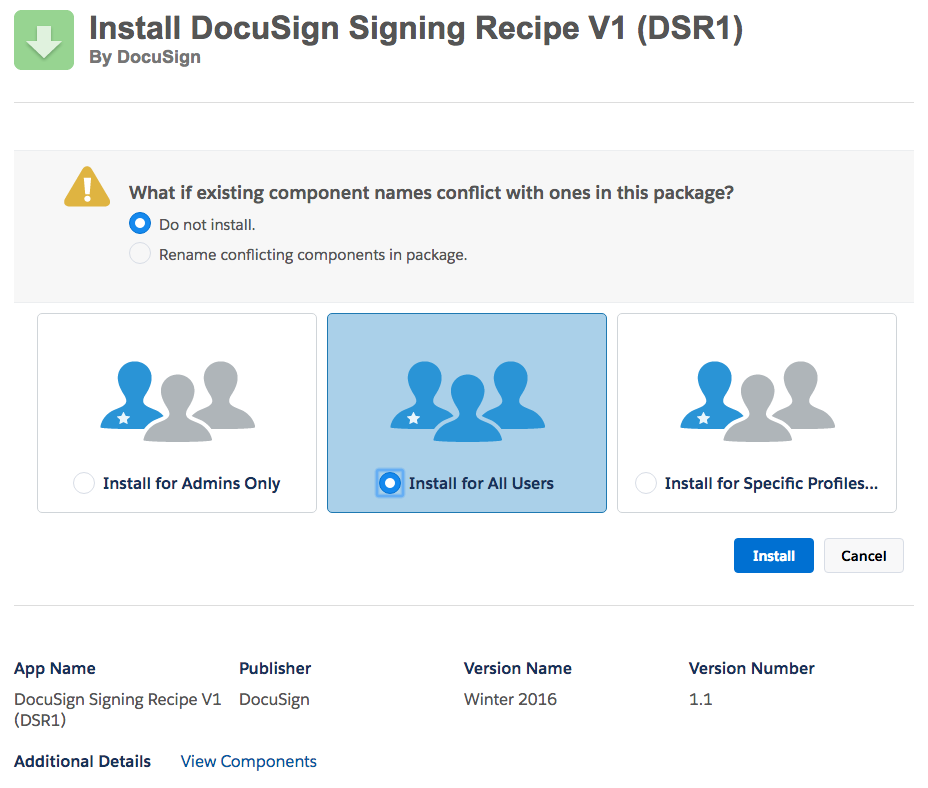 Install DocuSign Signing Recipe V1 (DSR1)
By DocuSign
What if existing component names conflict with ones in this package?
Do not install.
Rename conflicting components in package.
Install for Admins Only
Install for All Users
Install for Specific Profiles...
Install
Cancel
App Name
Publisher
Version Name
Version Number
DocuSign Signing Recipe V1
(DSR1)
DocuSign
Winter 2016
1.1
Additional Details
View Components